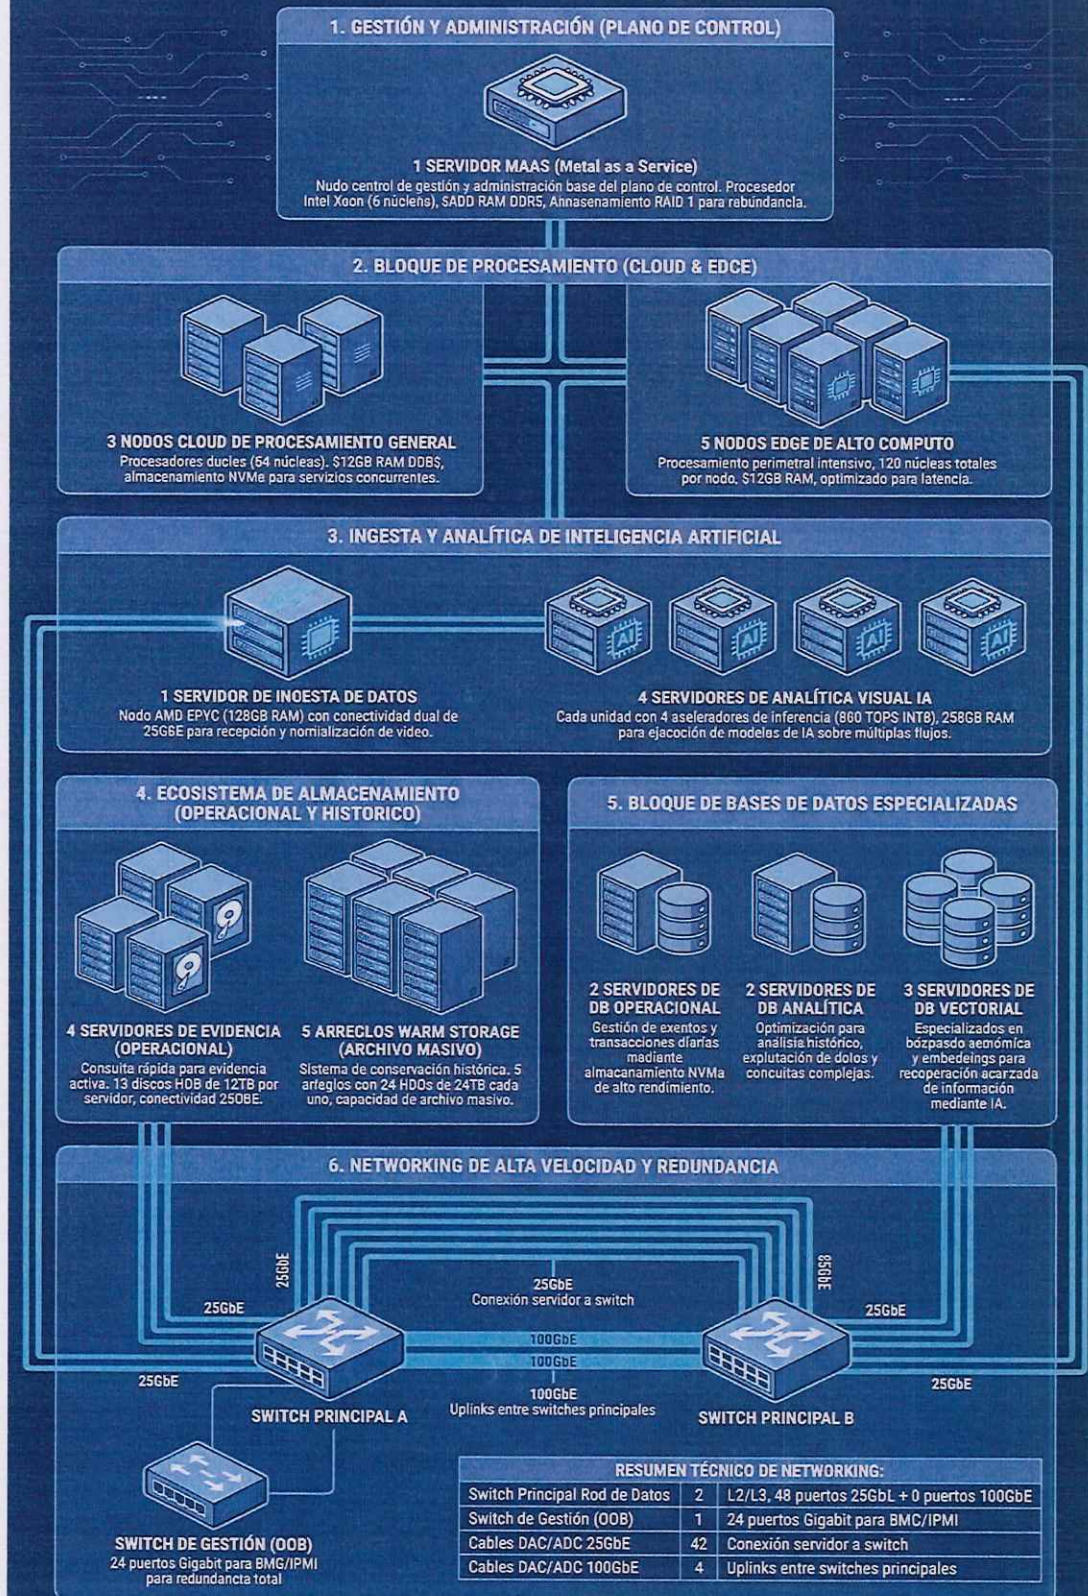 1. GESTIÓN Y ADMINISTRACIÓN (PLANO DE CONTROL)
1 SERVIDOR MAAS (Metal as a Service)
Nudo central de gestión y administración base del plano de control. Procesedor
Intel Xoon (6 núcleńs), SADD RAM DDR5, Ahnasenamiento RAID 1 para rabúndancia.
2. BLOQUE DE PROCESAMIENTO (CLOUD & EDCE)
3 NODOS CLOUD DE PROCESAMIENTO GENERAL
Procesadores ducles (54 núcleas). $12GB RAM DDB$,
almacenamiento NVMe para servizios concurrentes.
5 NODOS EDGE DE ALTO COMPUTO
Procesamiento perimetral intensivo, 120 núcleas totales
por nodo. $12GB RAM, optimizado para latencia.
3. INGESTA Y ANALÍTICA DE INTELIGENCIA ARTIFICIAL
AI
AI
AI
AI
1 SERVIDOR DE INOESTA DE DATOS
Nodo AMD EPYC (128GB RAM) con conectividad dual de
25G6E para recepción y nomialización de video.
4 SERVIDORES DE ANALÍTICA VISUAL IA
Cada unidad con 4 aseleradores de inferencia (860 TOPS INT8), 258GB RAM
para ejacocción de modelas de IA sobre múltiplas flujos.
4. ECOSISTEMA DE ALMACENAMIENTO
(OPERACIONAL Y HISTORICO)
4 SERVIDORES DE EVIDENCIA
(OPERACIONAL)
Consuita rápida para evidencia
activa. 13 discos HDB de 12TB por
servidor, conectividad 25OBE.
5 ARRECLOS WARM STORAGE
(ARCHIVO MASIVO)
Sistema de conservación histórica. 5
arfeglos con 24 HDOs de 24TB cada
uno, capacidad de archivo masivo.
5. BLOQUE DE BASES DE DATOS ESPECIALIZADAS
2 SERVIDORES DE
DB OPERACIONAL
Gestión de exentos y
transacciones díarías
madiante
almacanamiento NVMa
de alto rendimiento.
2 SERVIDORES DE
DB ANALÍTICA
Optimización para
análisis histórico,
explutación de dolos y
concuitas complejas.
3 SERVIDORES DE
DB VECTORIAL
Especializados en
bózpasdo aemómica
y embedeings para
recoperación acarzada
de información
mediante IA.
6. NETWORKING DE ALTA VELOCIDAD Y REDUNDANCIA
25GbE
25GbE
25GbE
Conexión servidor a switch
25GbE
100GbE
100GbE
25GbE
100GbE
Uplinks entre switches principales
25GbE
SWITCH PRINCIPAL A
SWITCH PRINCIPAL B
SWITCH DE GESTIÓN (OOB)
24 puertos Gigabit para BMG/IPMI
para redundancta total
RESUMEN TÉCNICO DE NETWORKING:
Switch Principal Rod de Datos 2 L2/L3, 48 puertos 25GbL + 0 puertos 100GbE
Switch de Gestión (OOB) 1 24 puertos Gigabit para BMC/IPMI
Cables DAC/ADC 25GbE 42 Conexión servidor a switch
Cables DAC/ADC 100GbE 4 Uplinks entre switches principales